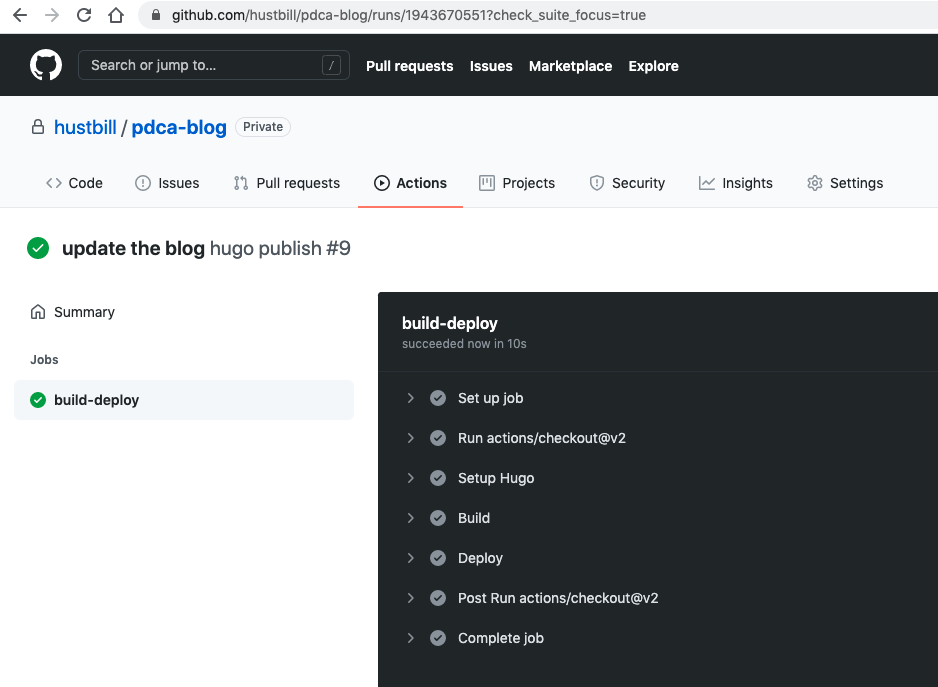 github.com/hustbill/pdca-blog/runs/1943670551?check_suite_focus=true
Search or jump to... /
Pull requests Issues Marketplace Explore
hustbill / pdca-blog Private
Code Issues Pull requests Actions Projects Security Insights Settings
update the blog hugo publish #9
Summary
Jobs
build-deploy
build-deploy
succeeded now in 10s
Set up job
Run actions/checkout@v2
Setup Hugo
Build
Deploy
Post Run actions/checkout@v2
Complete job